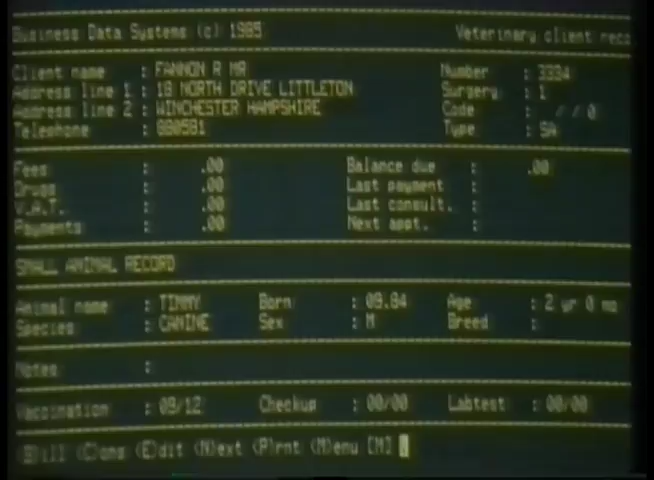 Business Data Systems (c) 1985 Veterinary client reco
Client name : FANNON R MR Number : 3334
Address line 1 : 18 NORTH DRIVE LITTLETON Surgery : 1
Address line 2 : WINCHESTER HAMPSHIRE Code : / / 0
Telephone : 880581 Type : SA
Fees : .00 Balance due : .00
Drugs : .00 Last payment :
V.A.T. : .00 Last consult. :
Payments : .00 Next appt. :
SMALL ANIMAL RECORD
Animal name : TIMMY Born : 09.84 Age : 2 yr 0 mo
Species : CANINE Sex : M Breed :
Notes :
Vaccination : 09/12 Checkup : 00/00 Labtest : 00/00
(B)ill (C)ons (E)dit (N)ext (P)rnt (M)enu [M]